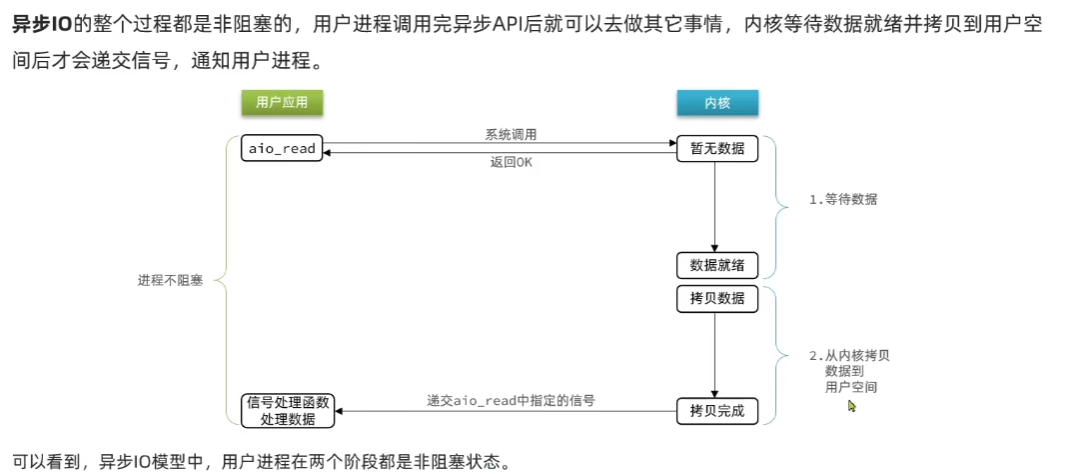 异步IO的整个过程都是非阻塞的，用户进程调用完异步API后就可以去做其它事情，内核等待数据就绪并拷贝到用户空
间后才会递交信号，通知用户进程。
用户应用
内核
系统调用
aio_read
暂无数据
返回OK
1.等待数据
数据就绪
进程不阻塞
拷贝数据
2.从内核拷贝
数据到
用户空间
信号处理函数
处理数据
递交aio_read中指定的信号
拷贝完成
可以看到，异步IO模型中，用户进程在两个阶段都是非阻塞状态。